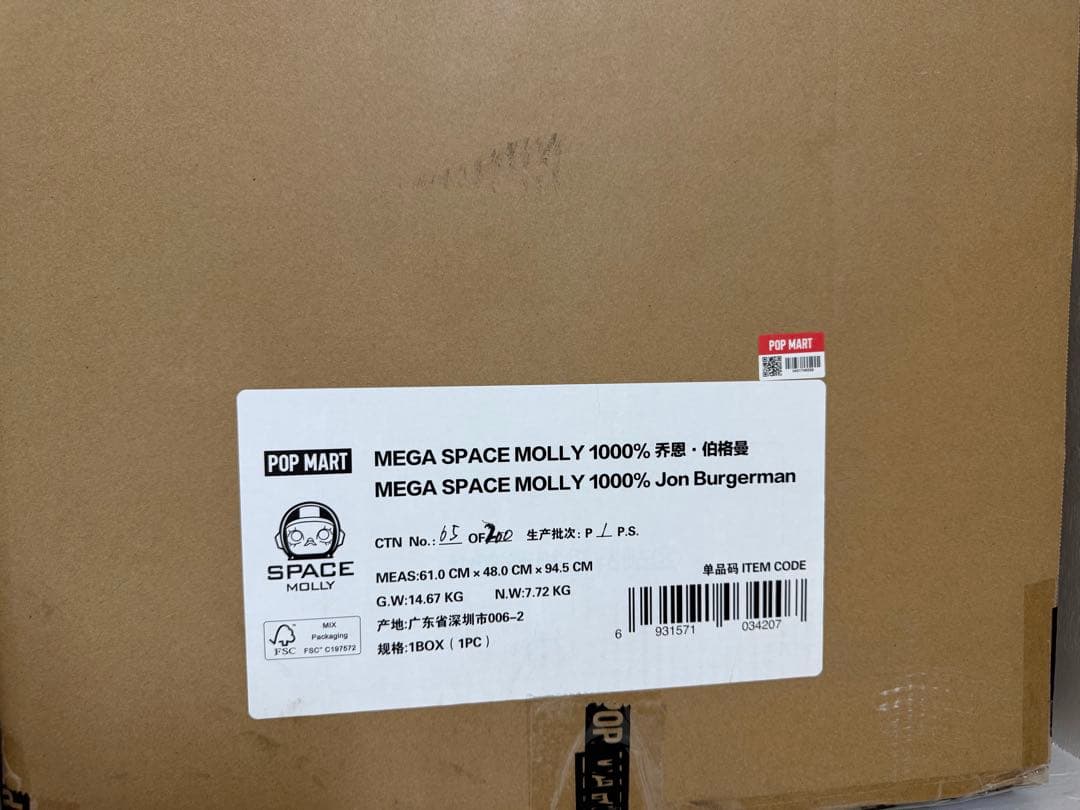 POP MART
POP MART
MEGA SPACE MOLLY 1000% 乔恩·伯格曼
MEGA SPACE MOLLY 1000% Jon Burgerman
CTN No.: 65 OF 200 生产批次: P 1 P.S.
MEAS:61.0 CM × 48.0 CM × 94.5 CM
G.W:14.67 KG N.W:7.72 KG
产地:广东省深圳市006-2
规格:1BOX（1PC）
SPACE
MOLLY
MIX
Packaging
FSC
FSC™ C197572
单品码 ITEM CODE
6 931571 034207
POP